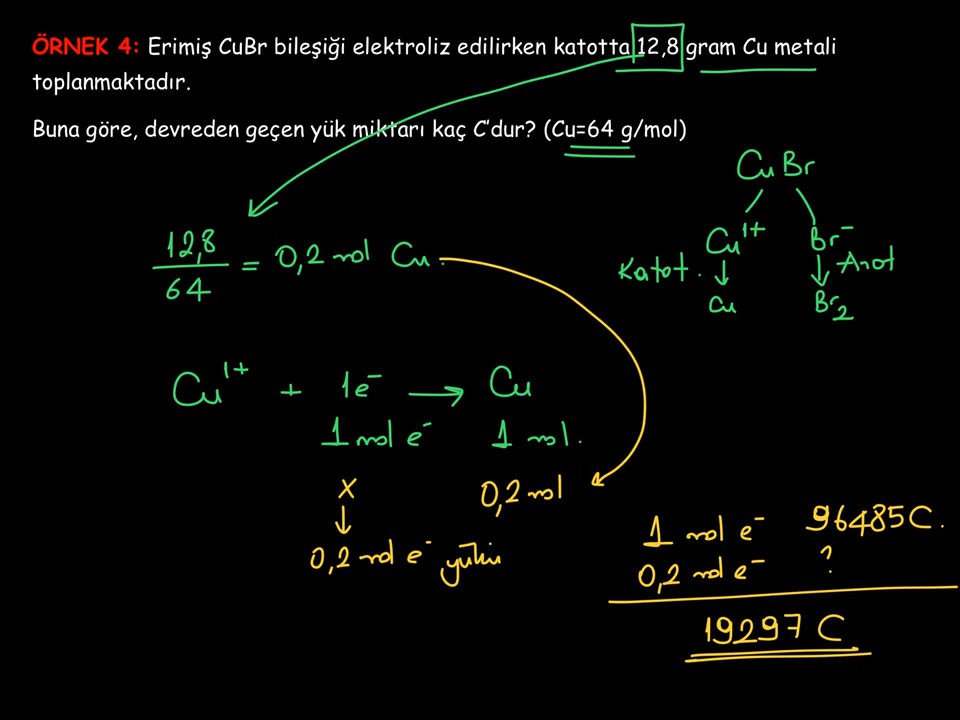 ÖRNEK 4: Erimiş CuBr bileşiği elektroliz edilirken katotta 12,8 gram Cu metali
toplanmaktadır.
Buna göre, devreden geçen yük miktarı kaç C'dur? (Cu=64 g/mol)
CuBr
Cu¹⁺ Br⁻
Katot. Anot
Cu Br₂
12,8
64
= 0,2 mol Cu.
Cu¹⁺ + 1e⁻ → Cu
1 mol e⁻ 1 mol.
x 0,2 mol
0,2 mol e⁻ yükü
1 mol e⁻ 96485C.
0,2 mol e⁻ ?
19297 C